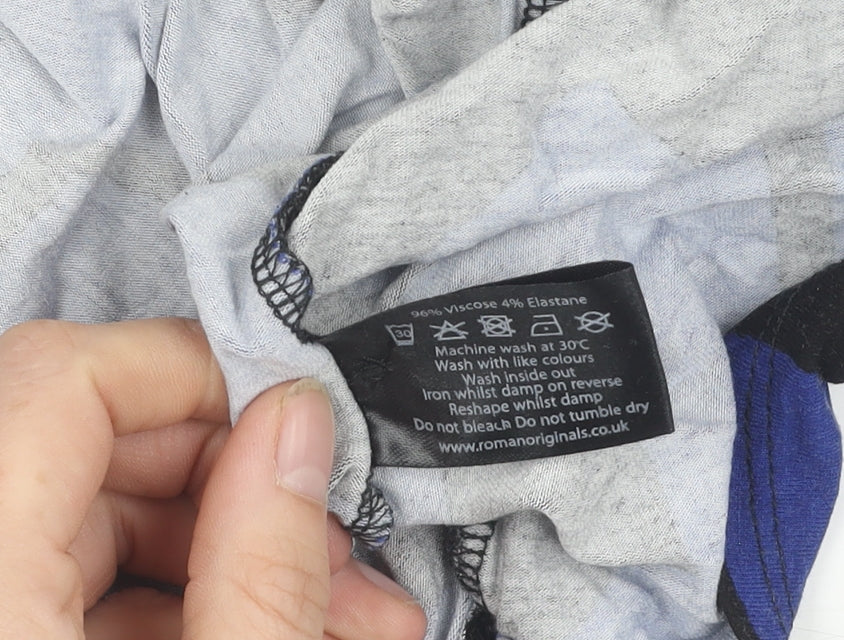 96% Viscose 4% Elastane
30
Machine wash at 30°C
Wash with like colours
Wash inside out
Iron whilst damp on reverse
Reshape whilst damp
Do not bleach Do not tumble dry
www.romanoriginals.co.uk